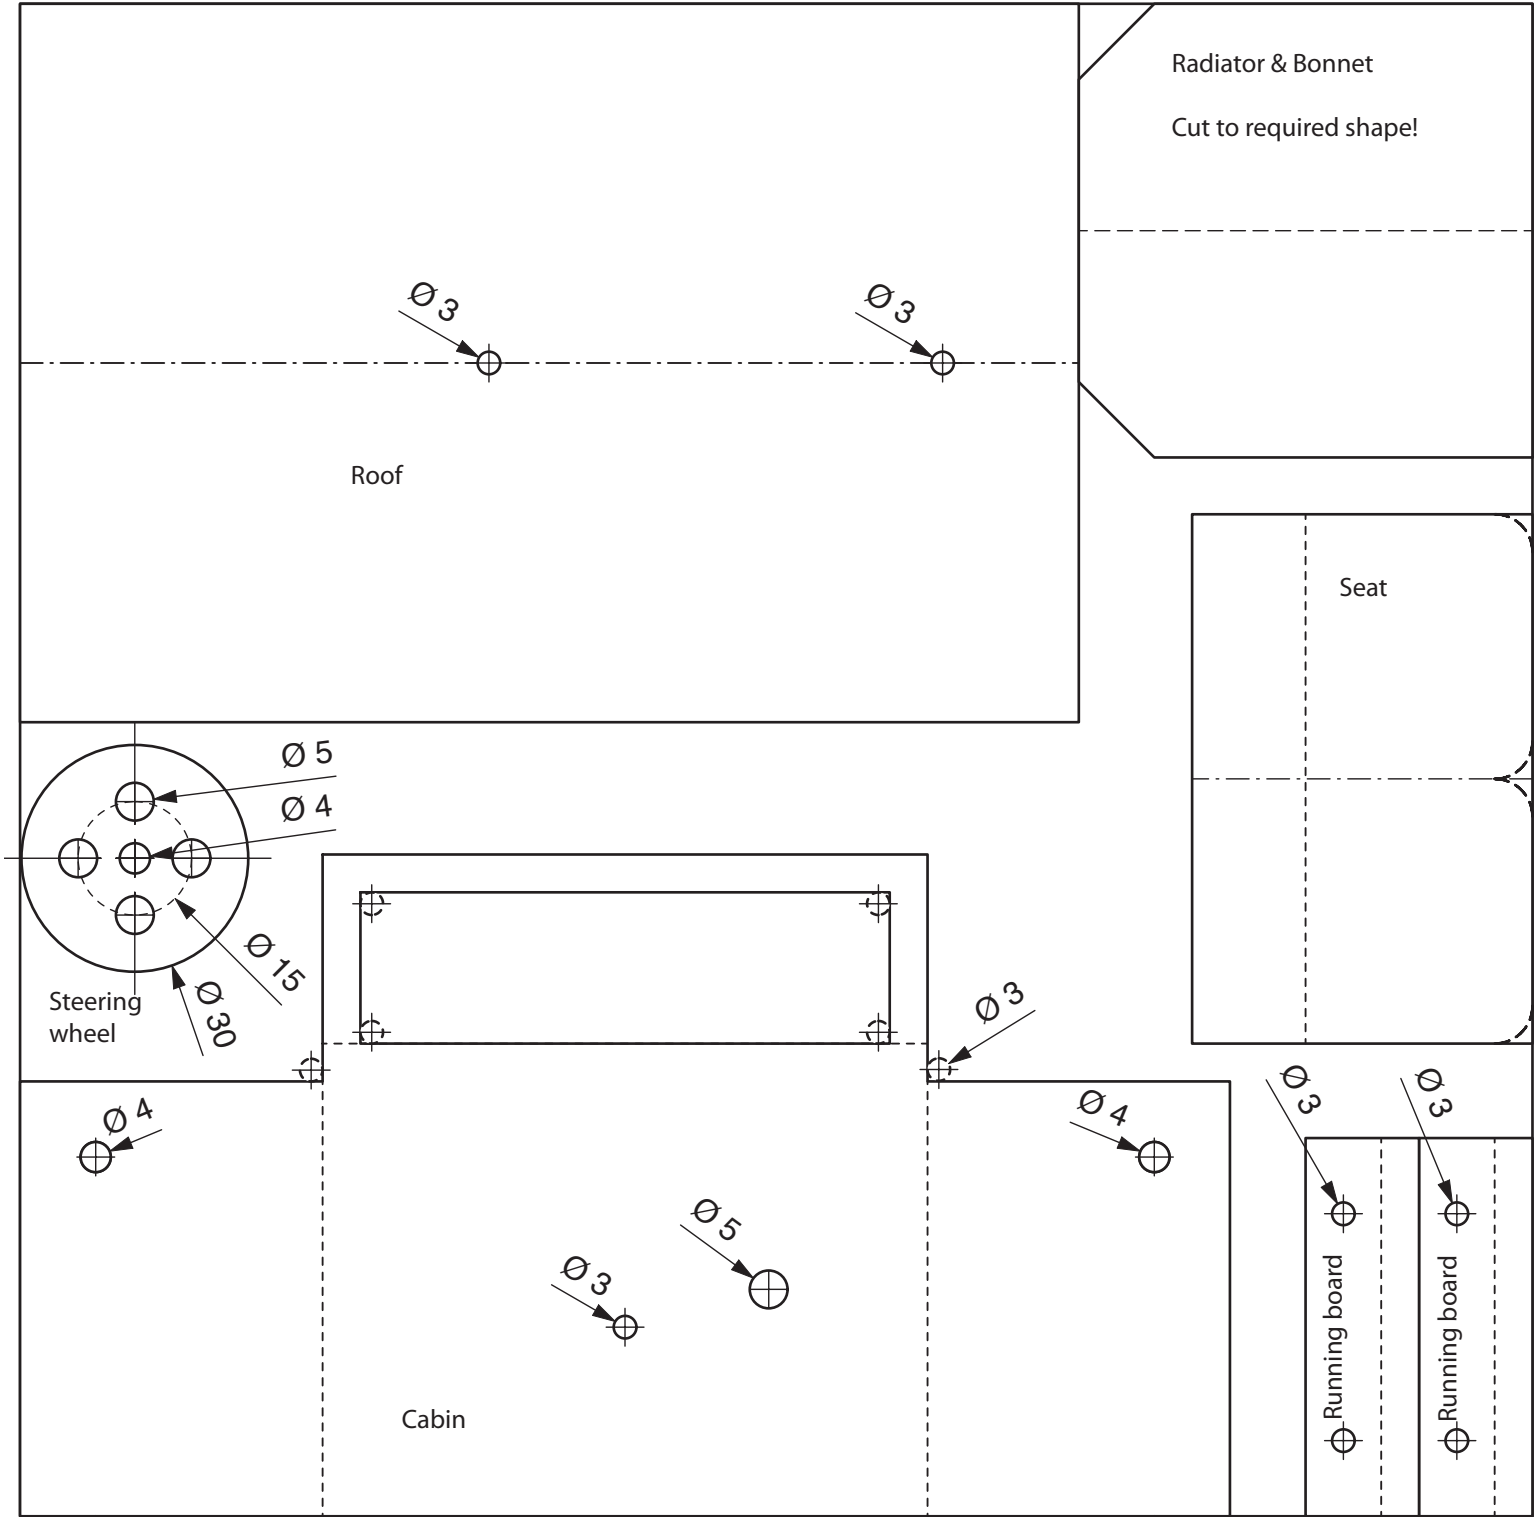 Radiator & Bonnet
Cut to required shape!
Ø 3
Ø 3
Roof
Seat
Ø 5
Ø 4
Ø 15
Ø 30
Steering
wheel
Ø 3
Ø 4
Ø 4
Ø 3
Ø 3
Ø 5
Ø 3
Running board
Running board
Cabin